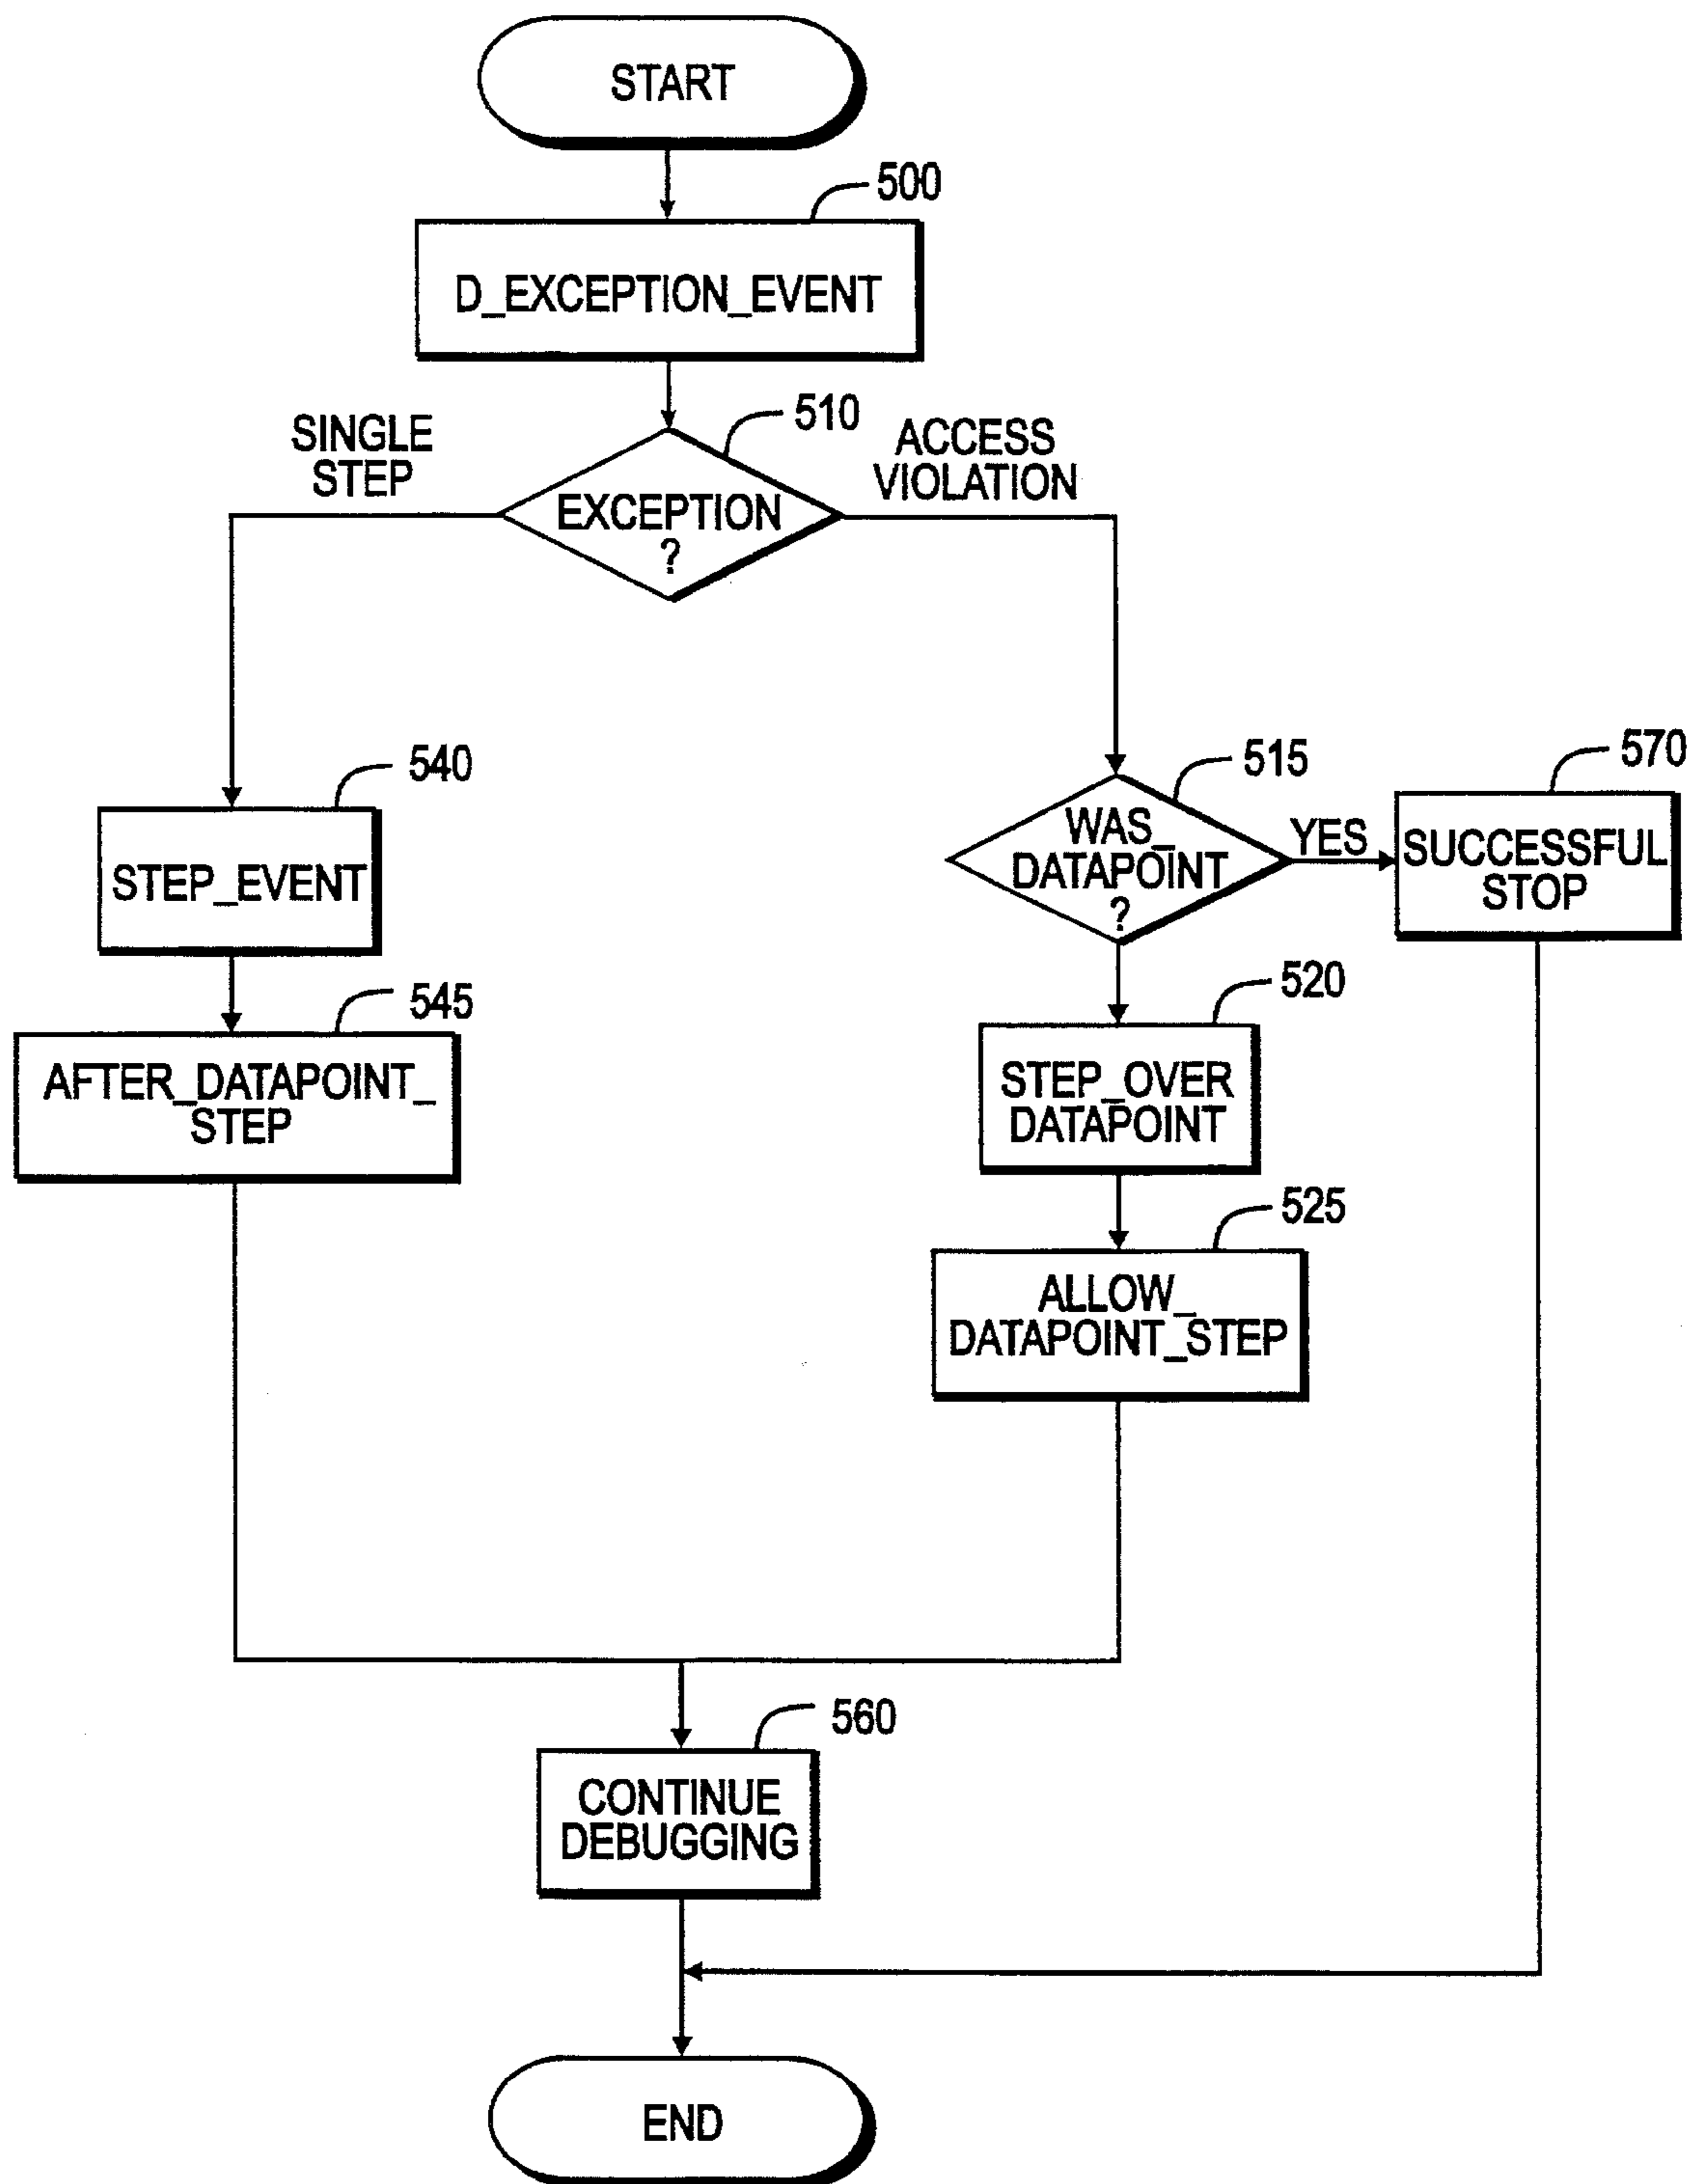 START
500
D_EXCEPTION_EVENT
510
SINGLE
STEP
ACCESS
VIOLATION
EXCEPTION
?
540
STEP_EVENT
545
AFTER_DATAPOINT_
STEP
515
WAS_
DATAPOINT
?
YES
570
SUCCESSFUL
STOP
520
STEP_OVER
DATAPOINT
525
ALLOW_
DATAPOINT_STEP
560
CONTINUE
DEBUGGING
END